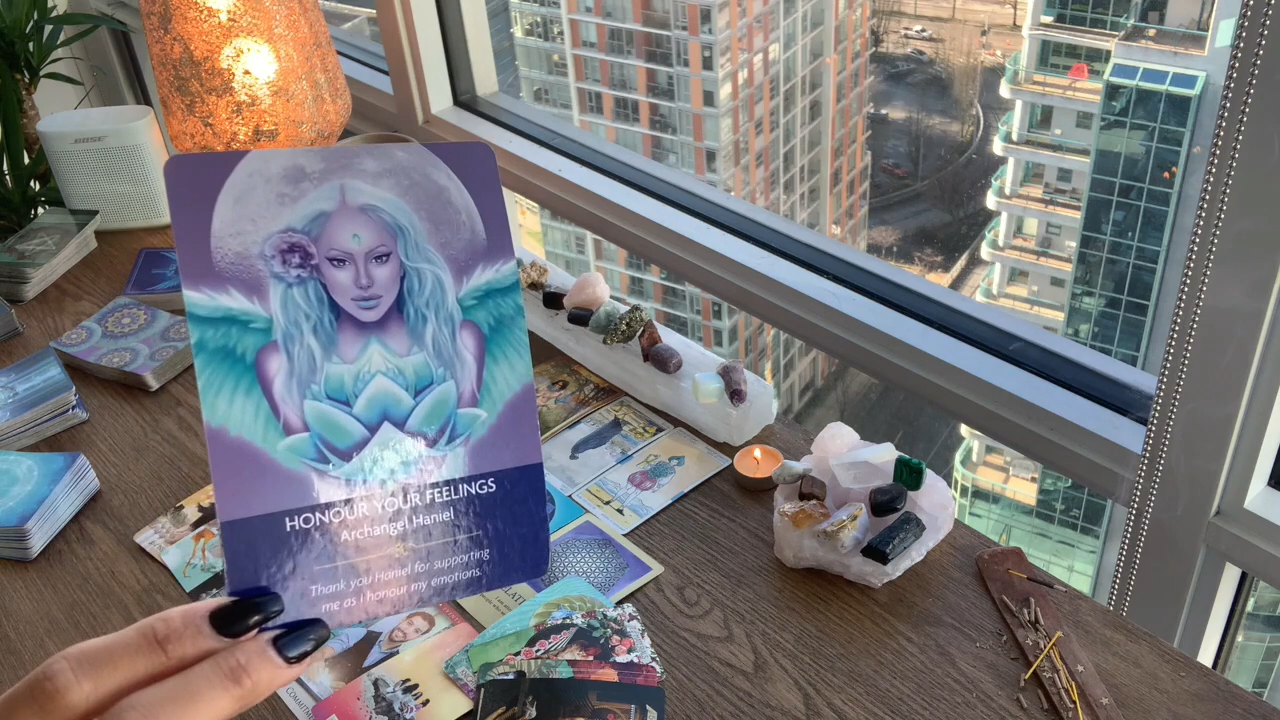 BOSE
HONOUR YOUR FEELINGS
Archangel Haniel
Thank you Haniel for supporting
me as I honour my emotions.